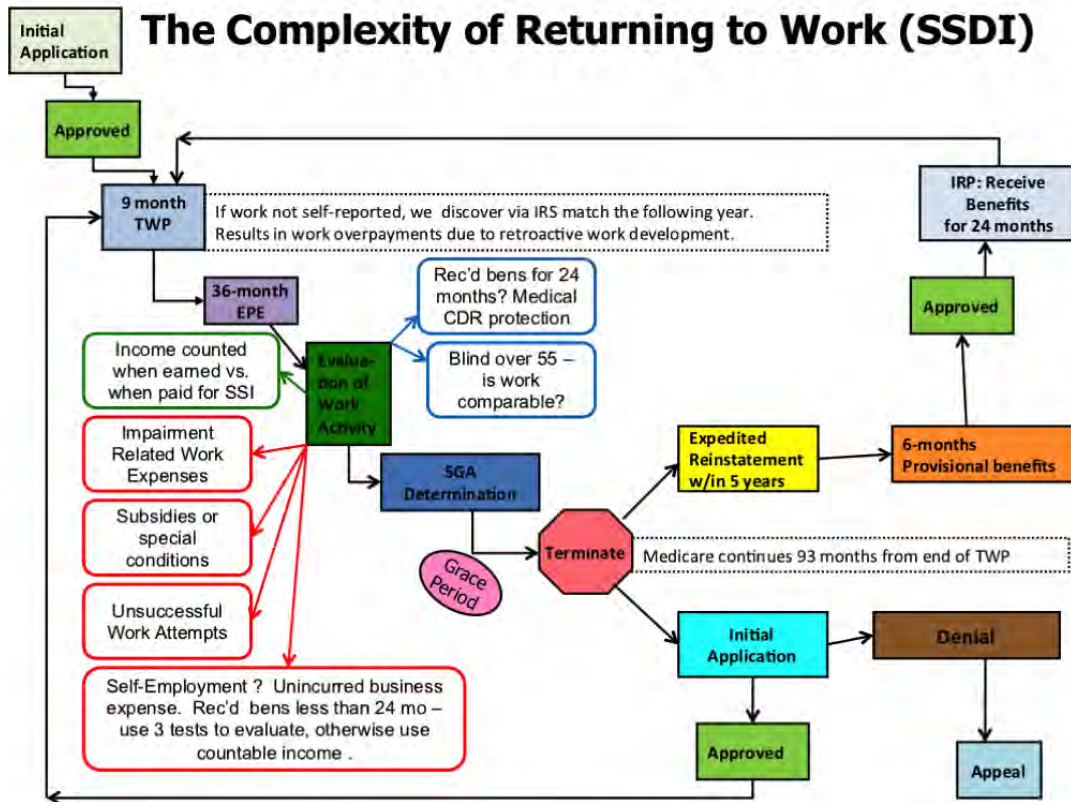 The Complexity of Returning to Work (SSDI)
Initial
Application
Approved
9 month
TWP
If work not self-reported, we discover via IRS match the following year.
Results in work overpayments due to retroactive work development.
IRP: Receive
Benefits
for 24 months
36-month
EPE
Rec'd bens for 24
months? Medical
CDR protection
Approved
Income counted
when earned vs.
when paid for SSI
Evalua-
tion of
Work
Activity
Blind over 55 –
is work
comparable?
Impairment
Related Work
Expenses
SGA
Determination
Expedited
Reinstatement
w/in 5 years
6-months
Provisional benefits
Subsidies or
special
conditions
Grace
Period
Terminate
Medicare continues 93 months from end of TWP
Unsuccessful
Work Attempts
Initial
Application
Denial
Self-Employment ? Unincurred business
expense. Rec'd bens less than 24 mo –
use 3 tests to evaluate, otherwise use
countable income .
Approved
Appeal